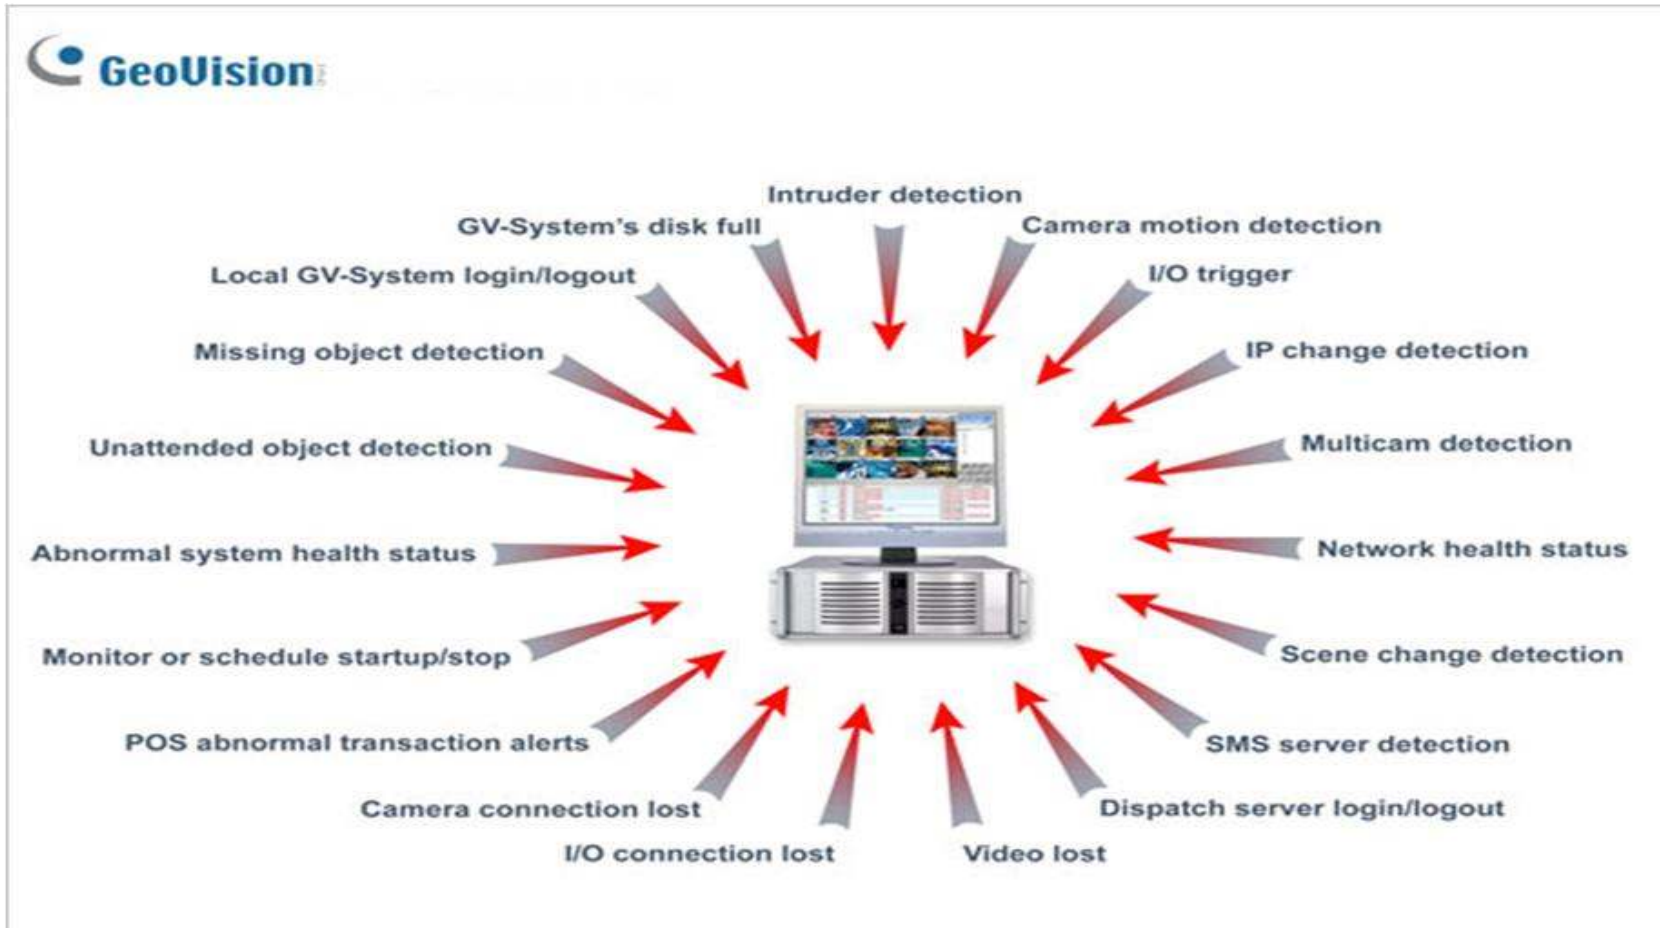 GeoVision
Intruder detection
GV-System's disk full
Camera motion detection
Local GV-System login/logout
I/O trigger
Missing object detection
IP change detection
Unattended object detection
Multicam detection
Abnormal system health status
Network health status
Monitor or schedule startup/stop
Scene change detection
POS abnormal transaction alerts
SMS server detection
Camera connection lost
Dispatch server login/logout
I/O connection lost
Video lost